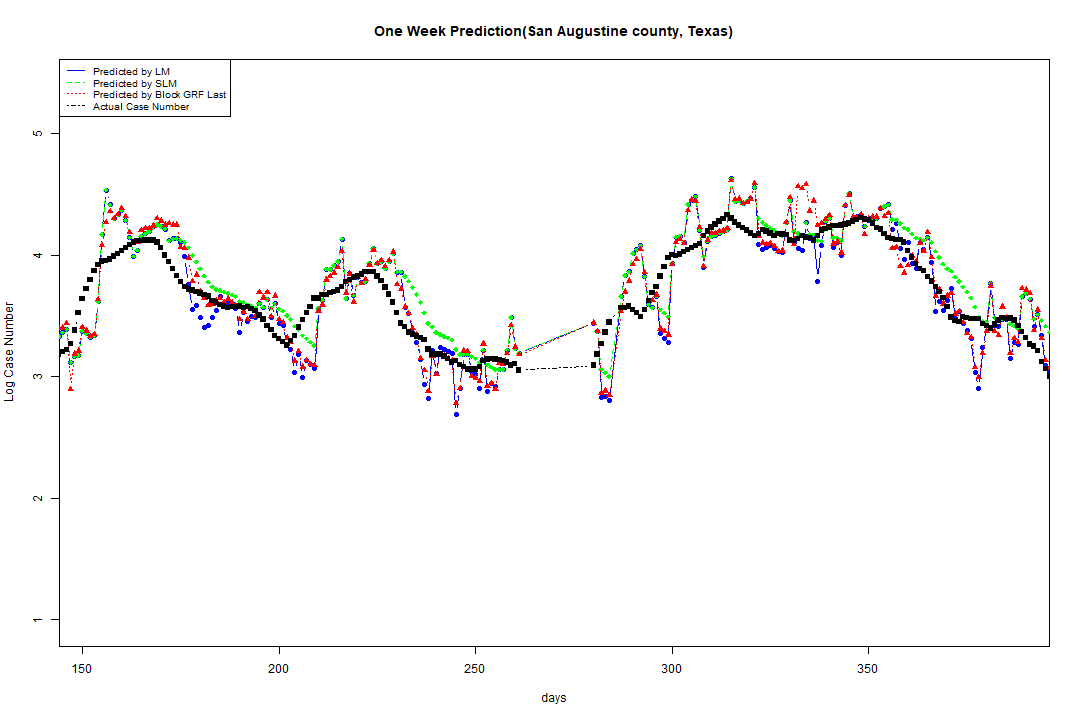 One Week Prediction(San Augustine county, Texas)
Predicted by LM
Predicted by SLM
Predicted by Block GRF Last
Actual Case Number
5
4
3
2
1
Log Case Number
150 200 250 300 350
days